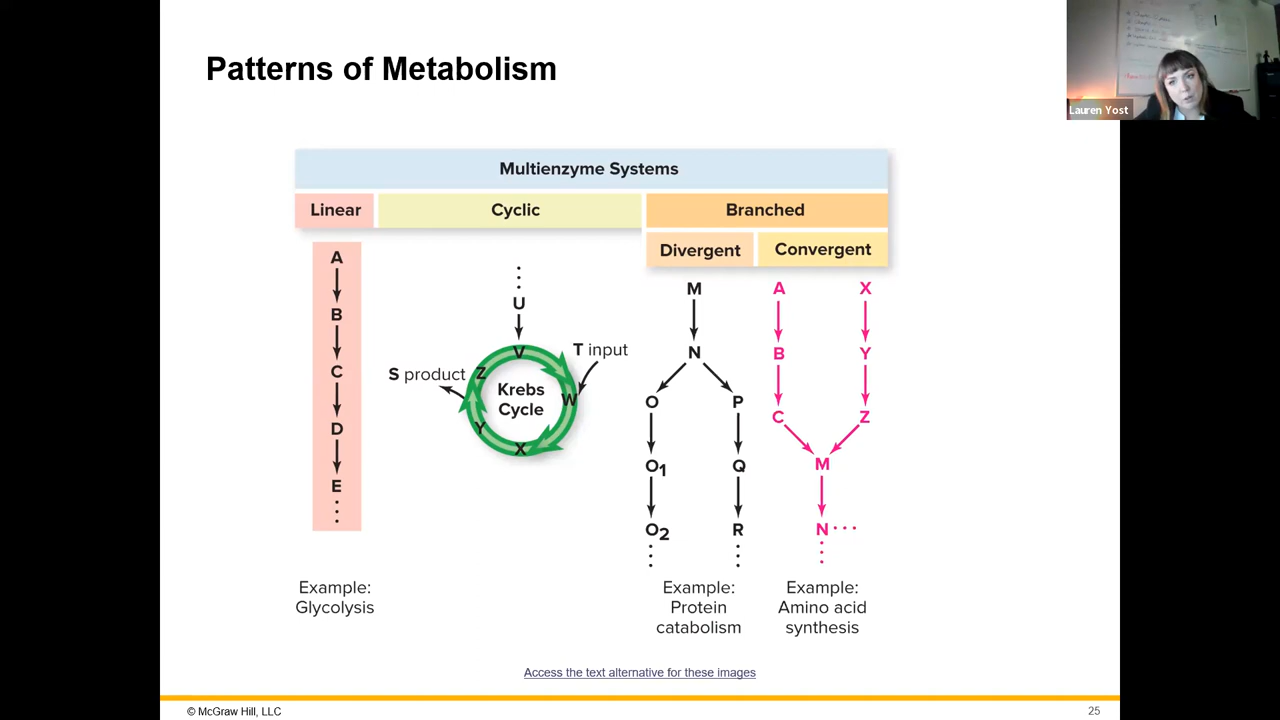 Patterns of Metabolism
Lauren Yost
Multienzyme Systems
Linear
Cyclic
Branched
Divergent
Convergent
A
B
C
D
E
Example:
Glycolysis
U
V
T input
S product
Z
Krebs
Cycle
W
Y
X
M
N
O
P
O1
Q
O2
R
Example:
Protein
catabolism
A
X
B
Y
C
Z
M
N
Example:
Amino acid
synthesis
Access the text alternative for these images
© McGraw Hill, LLC
25